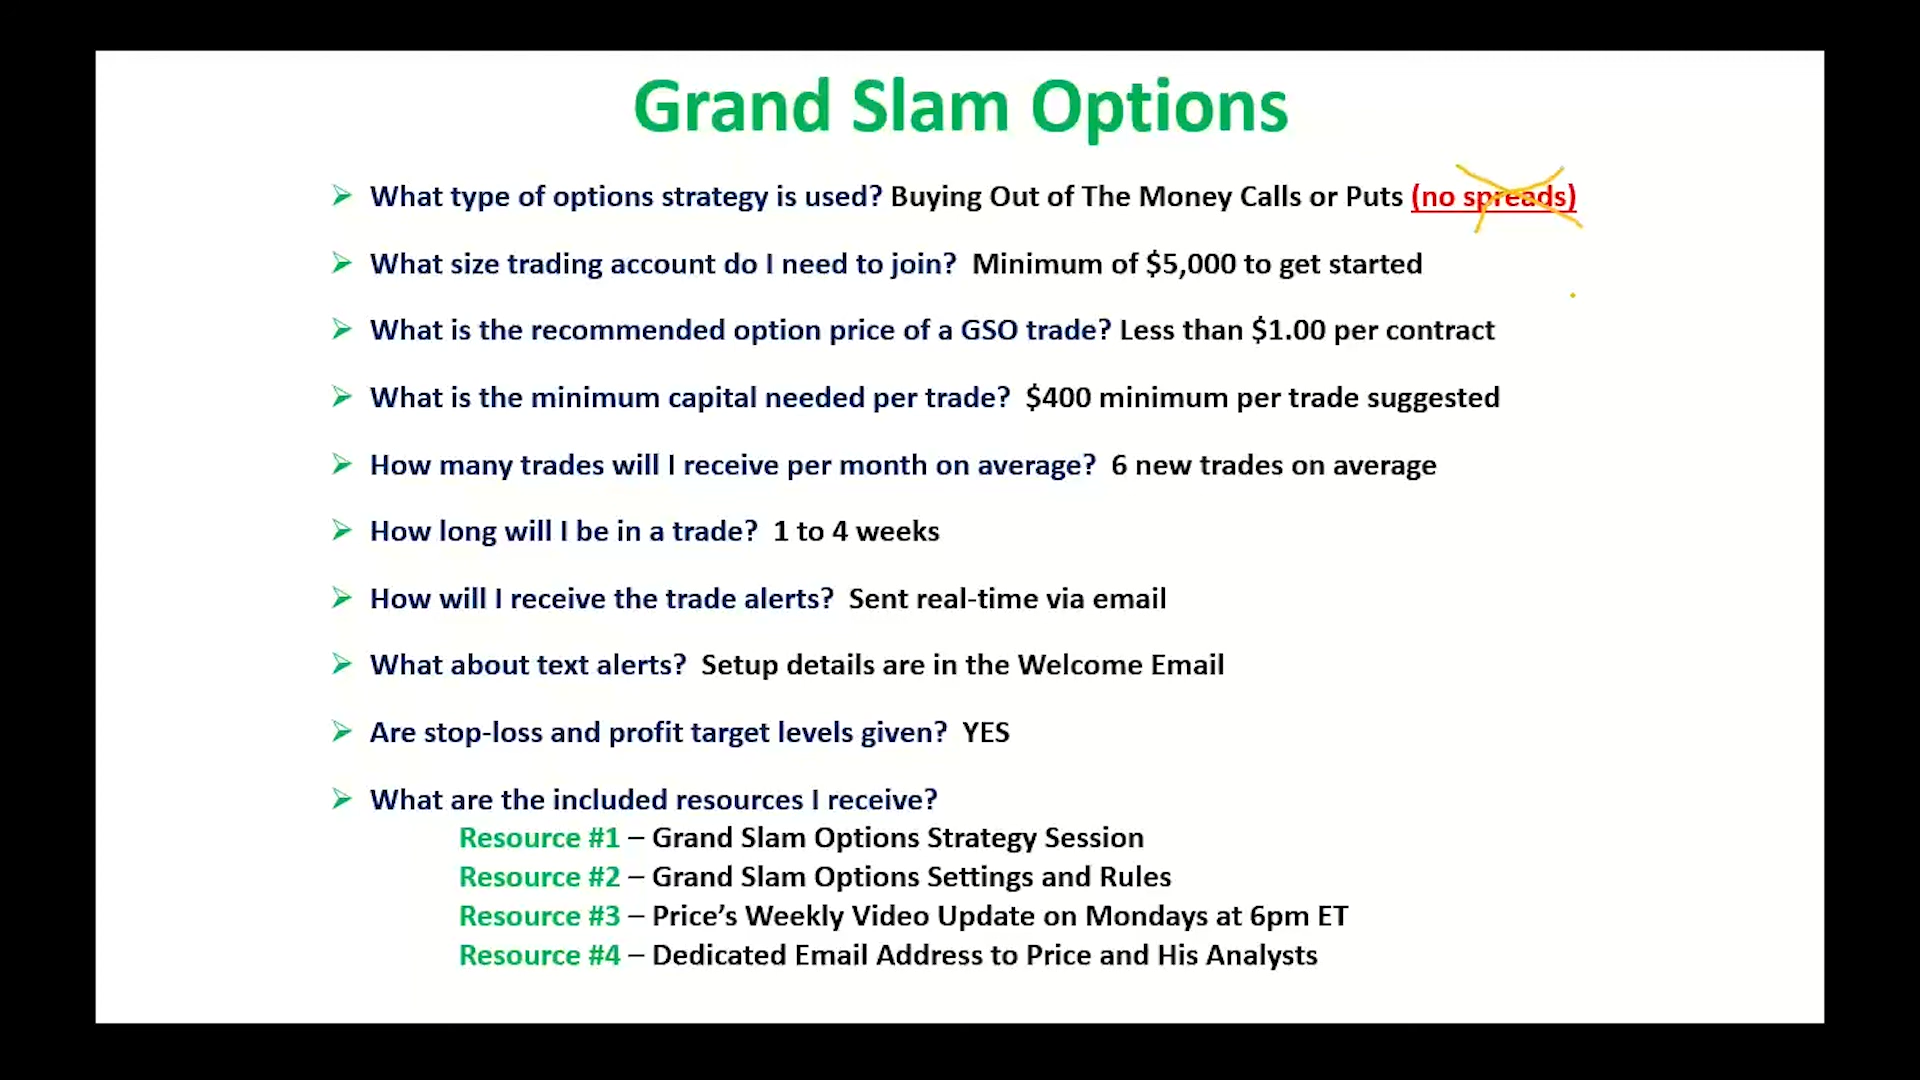 Grand Slam Options
What type of options strategy is used? Buying Out of The Money Calls or Puts (no spreads)
What size trading account do I need to join? Minimum of $5,000 to get started
What is the recommended option price of a GSO trade? Less than $1.00 per contract
What is the minimum capital needed per trade? $400 minimum per trade suggested
How many trades will I receive per month on average? 6 new trades on average
How long will I be in a trade? 1 to 4 weeks
How will I receive the trade alerts? Sent real-time via email
What about text alerts? Setup details are in the Welcome Email
Are stop-loss and profit target levels given? YES
What are the included resources I receive?
Resource #1 – Grand Slam Options Strategy Session
Resource #2 – Grand Slam Options Settings and Rules
Resource #3 – Price’s Weekly Video Update on Mondays at 6pm ET
Resource #4 – Dedicated Email Address to Price and His Analysts